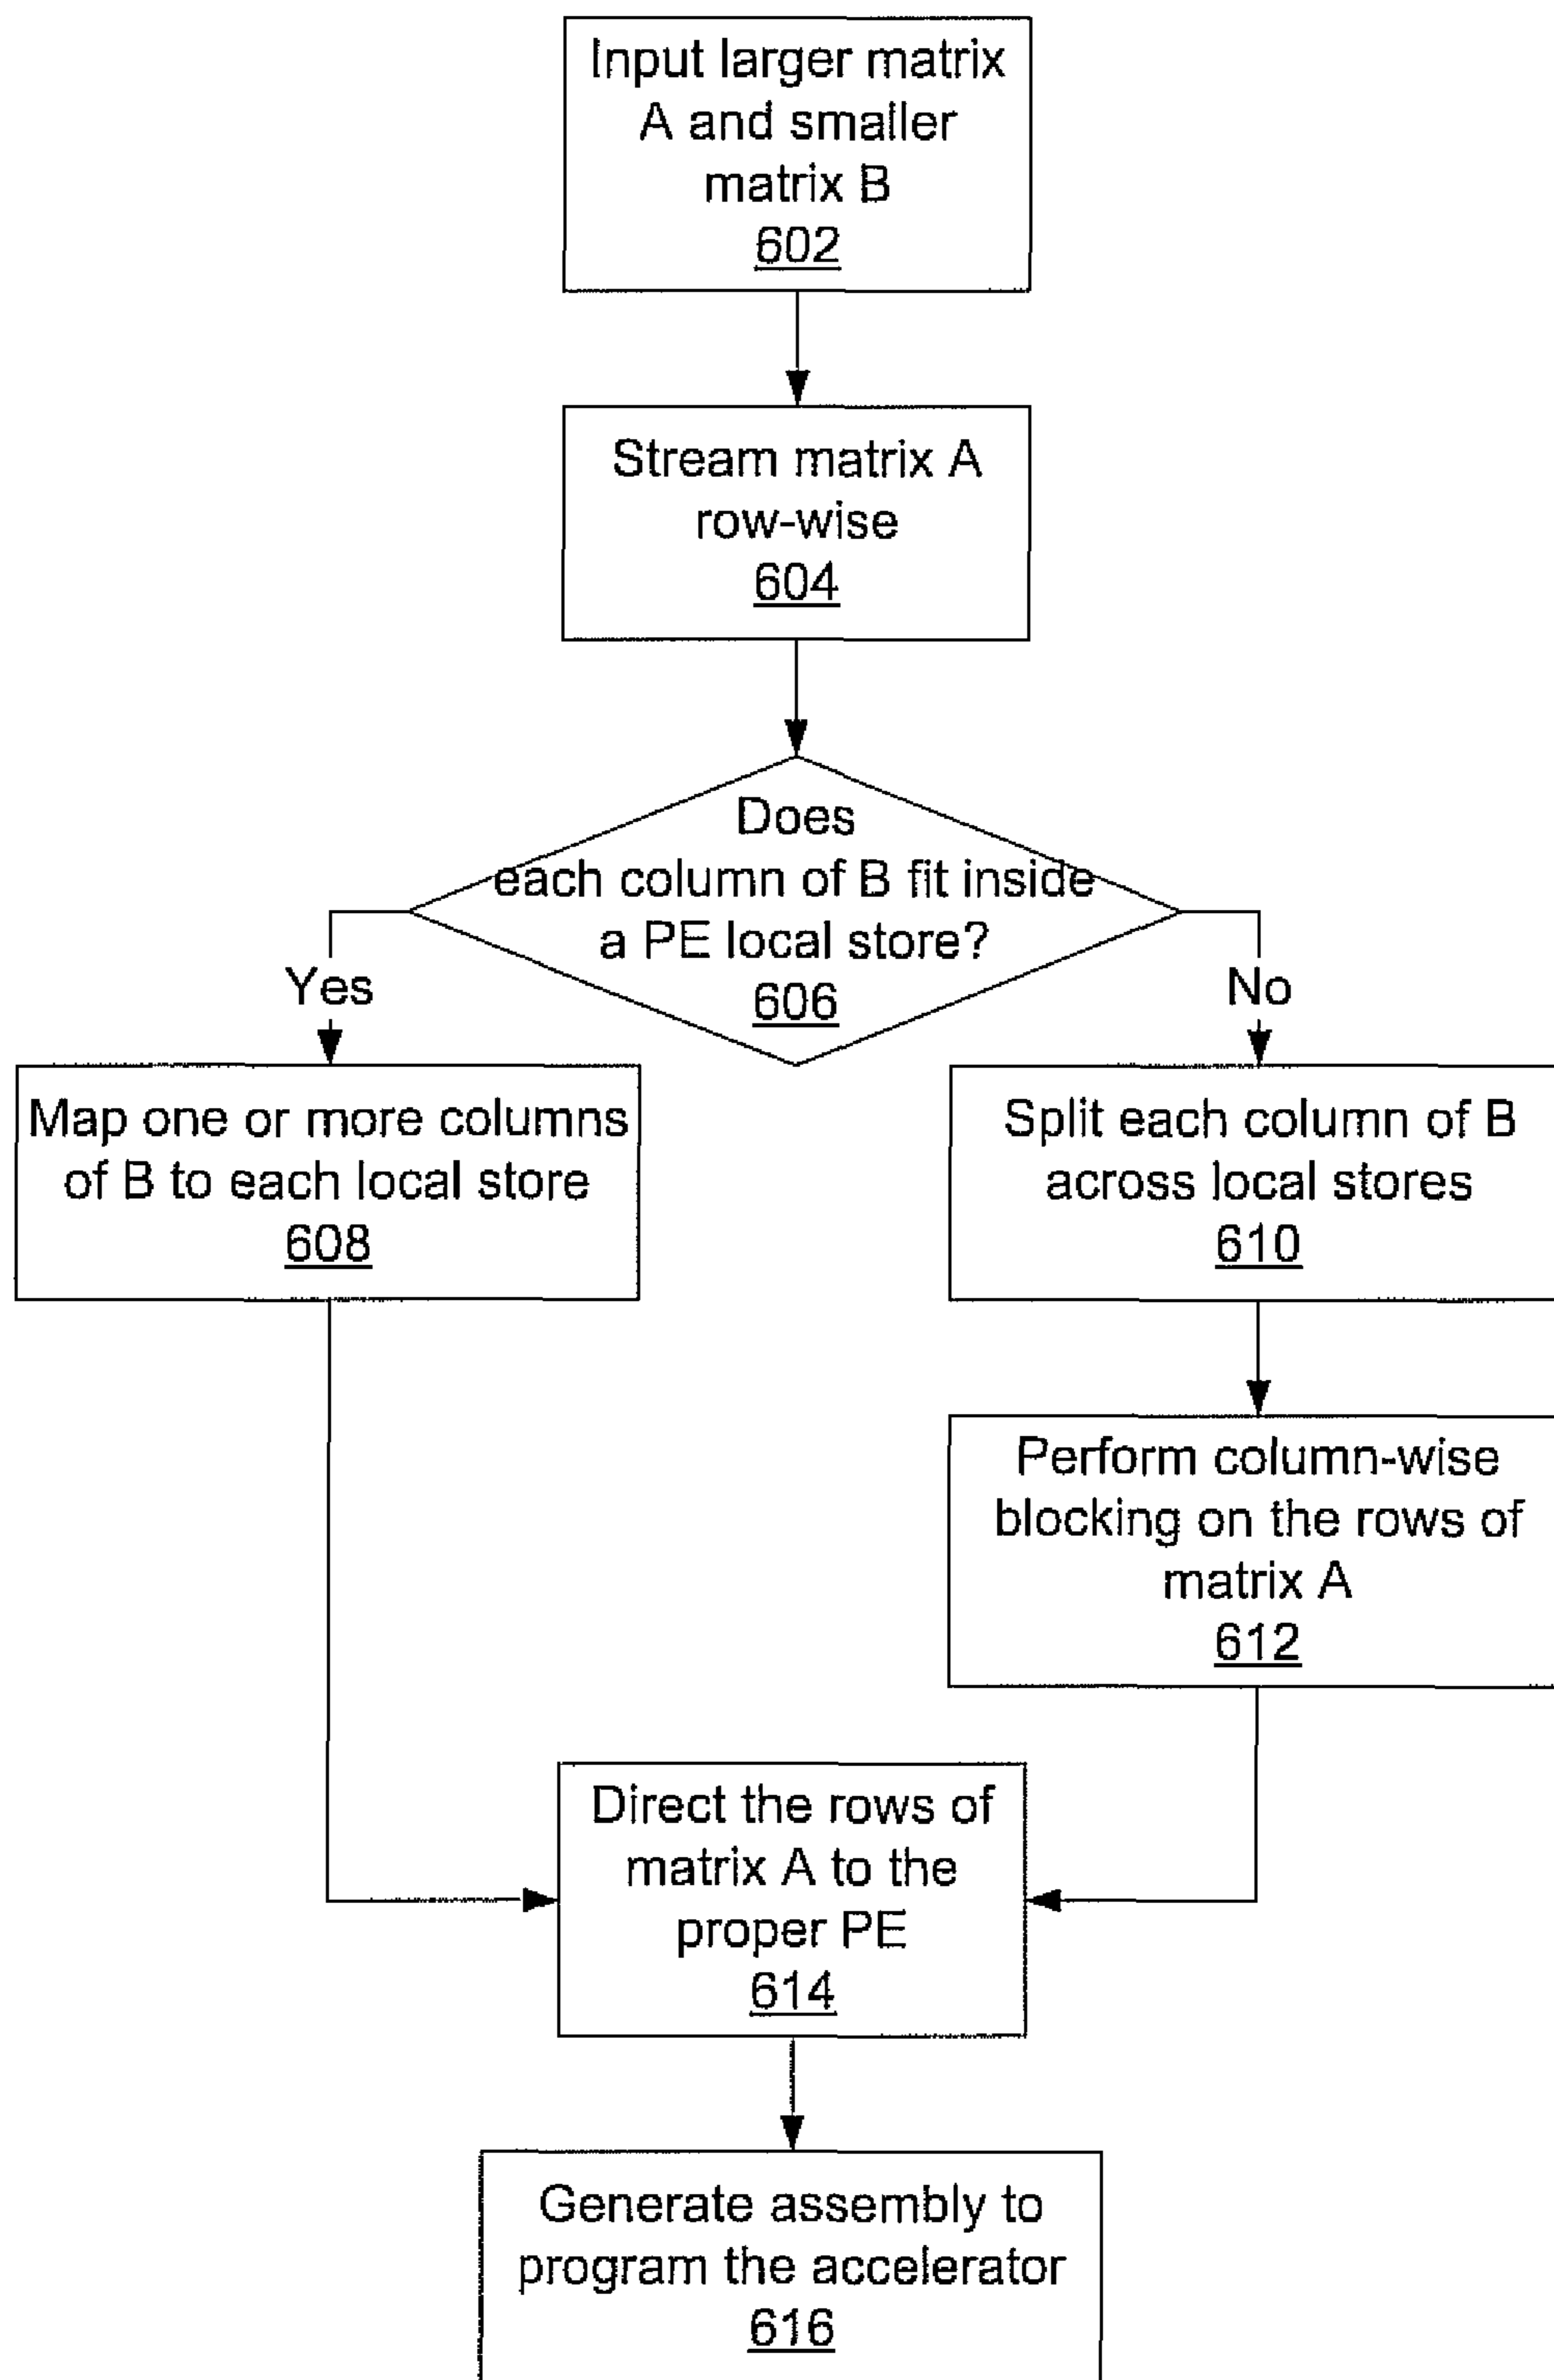 Input larger matrix
A and smaller
matrix B
602
Stream matrix A
row-wise
604
Does
each column of B fit inside
a PE local store?
606
Yes
No
Map one or more columns
of B to each local store
608
Split each column of B
across local stores
610
Perform column-wise
blocking on the rows of
matrix A
612
Direct the rows of
matrix A to the
proper PE
614
Generate assembly to
program the accelerator
616